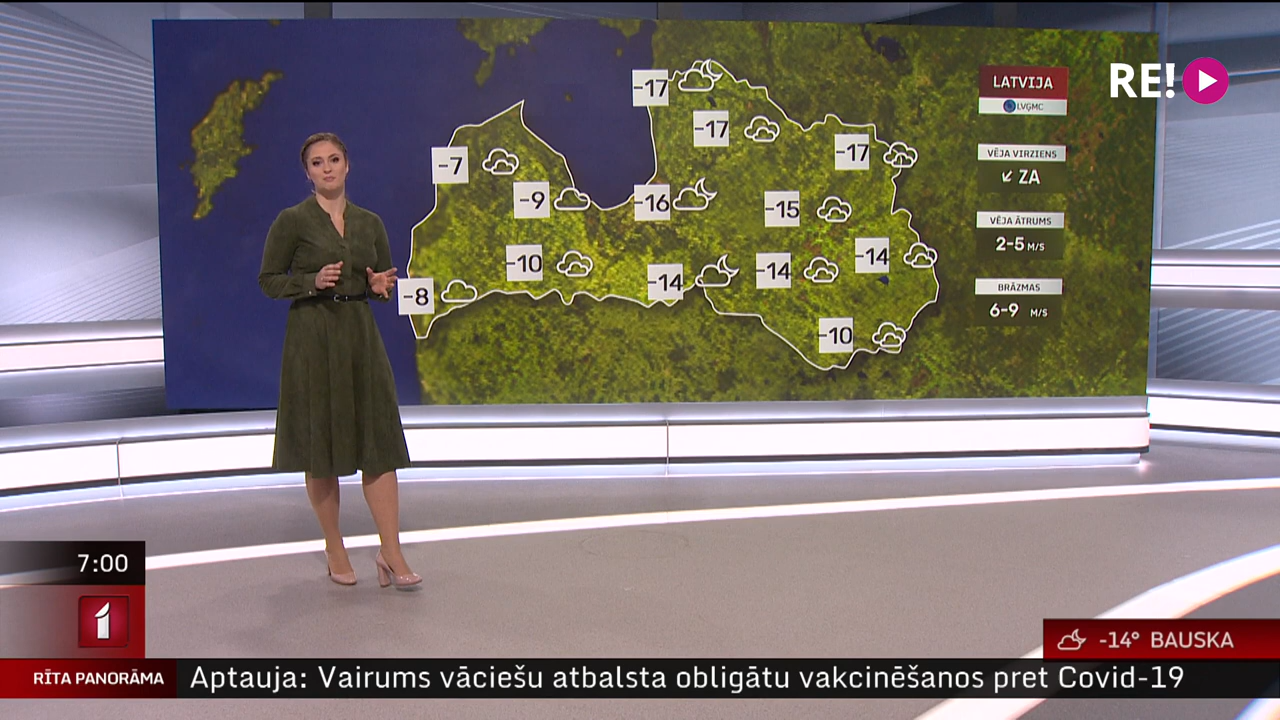 RE!
LATVIJA
LVĢMC
VĒJA VIRZIENS
ZA
VĒJA ĀTRUMS
2-5 M/S
BRĀZMAS
6-9 M/S
-17
-17
-17
-7
-9
-16
-15
-10
-14
-14
-14
-8
-10
7:00
1
-14° BAUSKA
RĪTA PANORĀMA
Aptauja: Vairums vāciešu atbalsta obligātu vakcinēšanos pret Covid-19